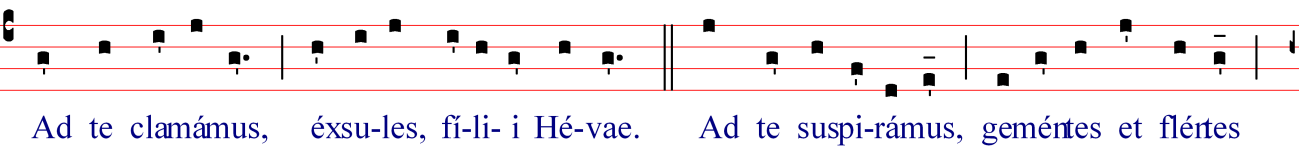 Ad te clamámus, éxsu-les, fí-li- i Hé-vae. Ad te suspi-rámus, geméntes et fléntes